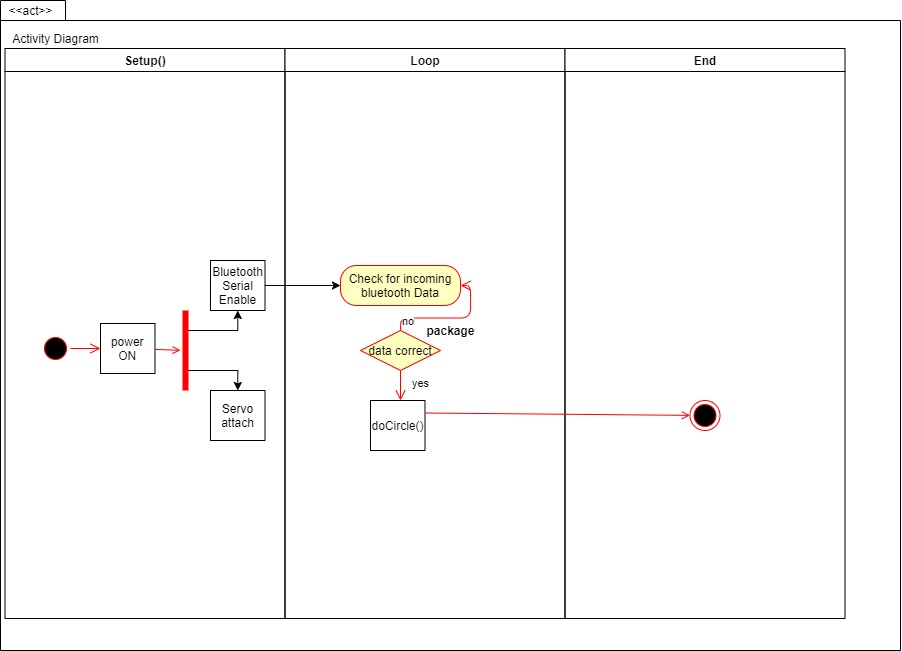 <<act>>
Activity Diagram
Setup()
Loop
End
Bluetooth
Serial
Enable
power
ON
Servo
attach
Check for incoming
bluetooth Data
no
package
data correct
yes
doCircle()